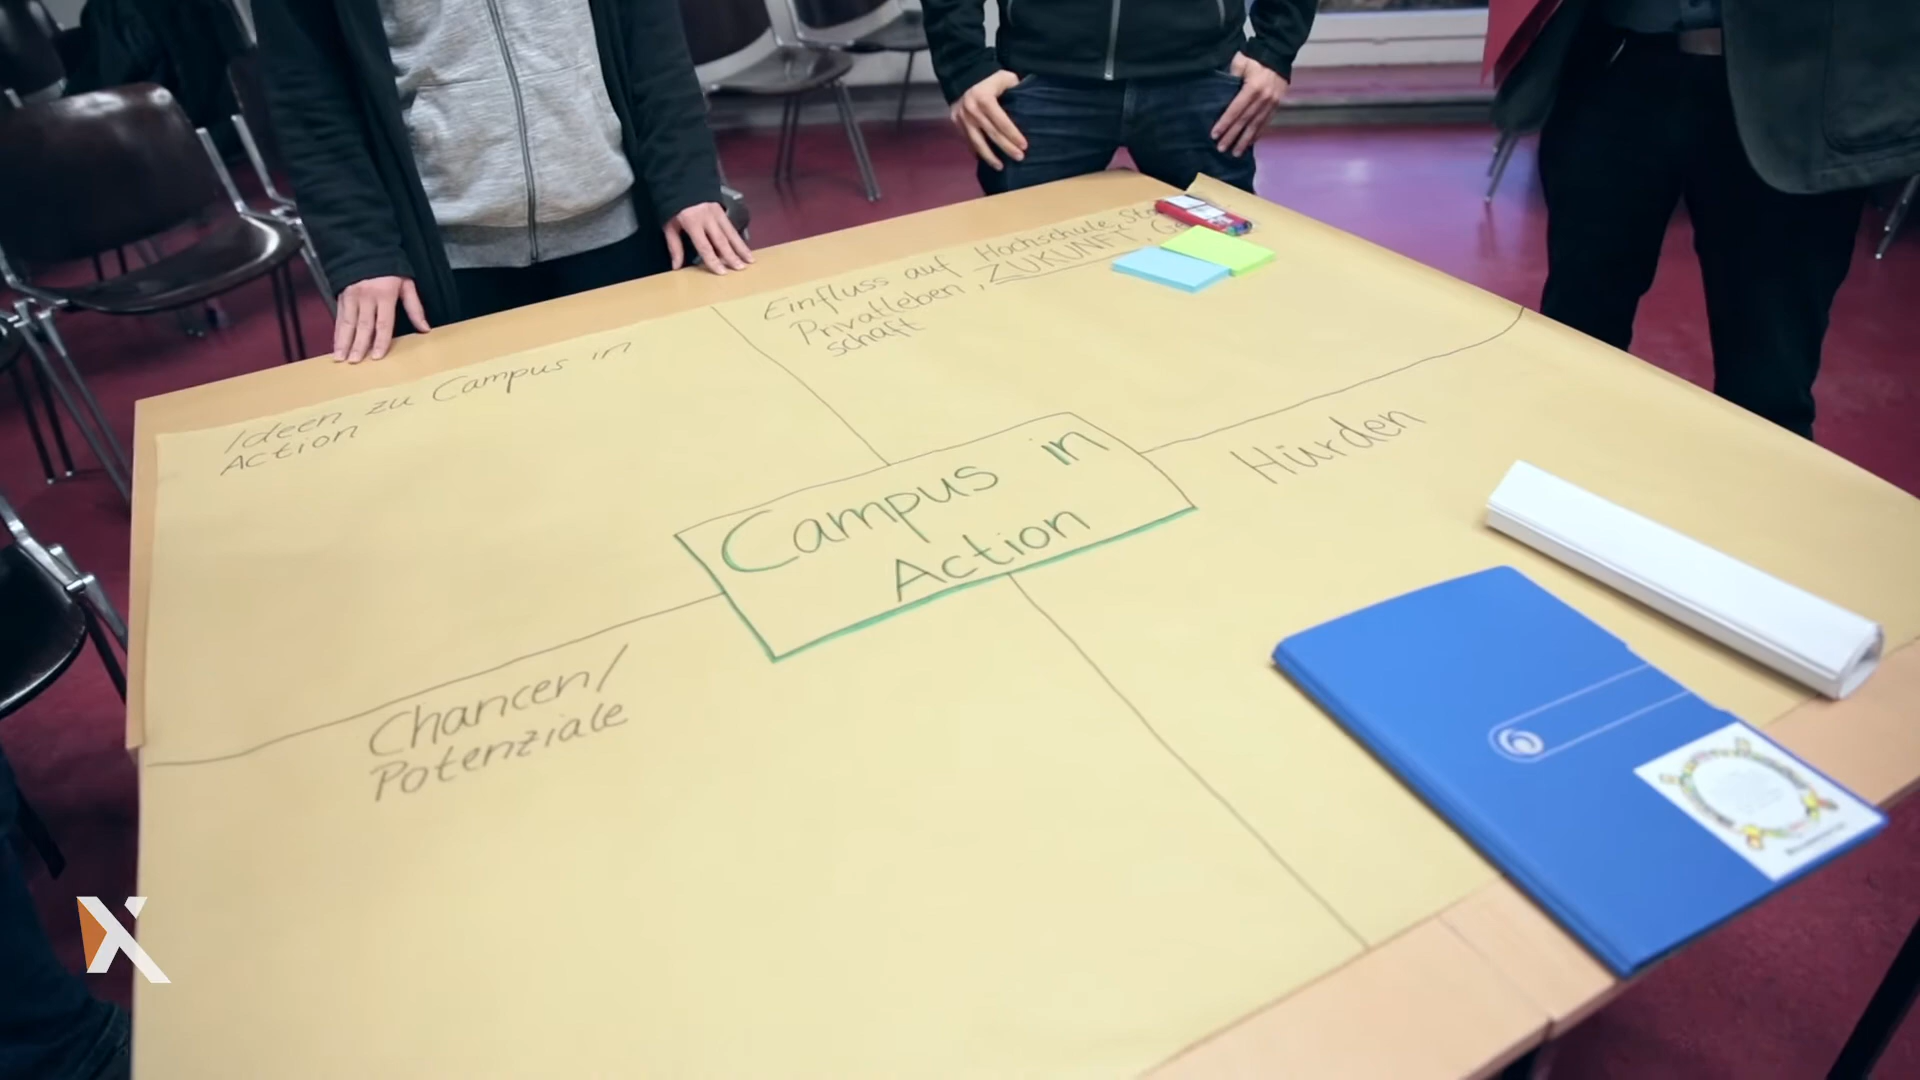 Einfluss auf Hochschule,
Privatleben, ZUKUNFT,
schaft
Ideen zu Campus in
Action
Campus in
Action
Hürden
Chancen/
Potenziale